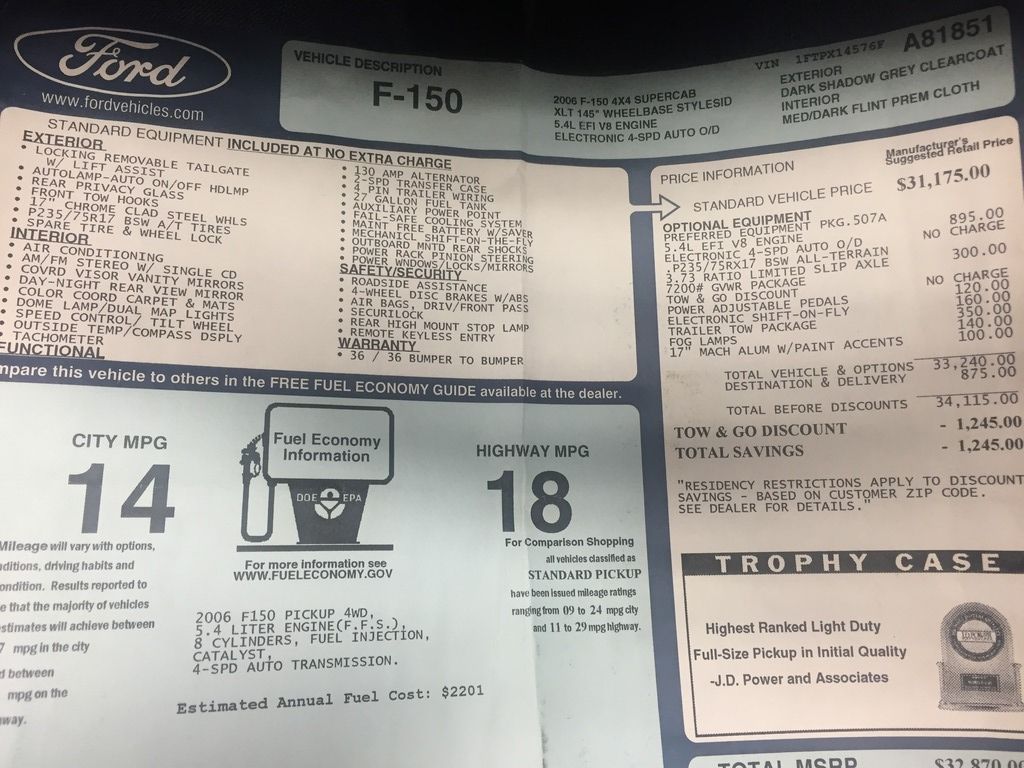 Ford
www.fordvehicles.com
VEHICLE DESCRIPTION
F-150
2006 F-150 4X4 SUPERCAB
XLT 145" WHEELBASE STYLESID
5.4L EFI V8 ENGINE
ELECTRONIC 4-SPD AUTO O/D
VIN 1FTPX14576F A81851
EXTERIOR
DARK SHADOW GREY CLEARCOAT
INTERIOR
MED/DARK FLINT PREM CLOTH
STANDARD EQUIPMENT INCLUDED AT NO EXTRA CHARGE
EXTERIOR
• LOCKING REMOVABLE TAILGATE
W/ LIFT ASSIST
• AUTOLAMP-AUTO ON/OFF HDLMP
• REAR PRIVACY GLASS
• FRONT TOW HOOKS
• 17" CHROME CLAD STEEL WHLS
• P235/75R17 BSW A/T TIRES
• SPARE TIRE & WHEEL LOCK
INTERIOR
• AIR CONDITIONING
• AM/FM STEREO W/ SINGLE CD
• COVRD VISOR VANITY MIRRORS
• DAY-NIGHT REAR VIEW MIRROR
• COLOR COORD CARPET & MATS
• DOME LAMP/DUAL MAP LIGHTS
• SPEED CONTROL/ TILT WHEEL
• OUTSIDE TEMP/COMPASS DSPLY
• TACHOMETER
FUNCTIONAL
• 130 AMP ALTERNATOR
• 2-SPD TRANSFER CASE
• 4 PIN TRAILER WIRING
• 27 GALLON FUEL TANK
• AUXILIARY POWER POINT
• FAIL-SAFE COOLING SYSTEM
• MAINT FREE BATTERY W/SAVER
• MECHANICL SHIFT-ON-THE-FLY
• OUTBOARD MNTD REAR SHOCKS
• POWER RACK PINION STEERING
• POWER WNDOWS/LOCKS/MIRRORS
SAFETY/SECURITY
• ROADSIDE ASSISTANCE
• 4-WHEEL DISC BRAKES W/ABS
• AIR BAGS, DRIV/FRONT PASS
• SECURILOCK
• REAR HIGH MOUNT STOP LAMP
• REMOTE KEYLESS ENTRY
WARRANTY
• 36 / 36 BUMPER TO BUMPER
PRICE INFORMATION
Manufacturer's
Suggested Retail Price
STANDARD VEHICLE PRICE $31,175.00
OPTIONAL EQUIPMENT
PREFERRED EQUIPMENT PKG.507A 895.00
5.4L EFI V8 ENGINE NO CHARGE
ELECTRONIC 4-SPD AUTO O/D
.P235/75RX17 BSW ALL-TERRAIN 300.00
3.73 RATIO LIMITED SLIP AXLE
7200# GVWR PACKAGE NO CHARGE
TOW & GO DISCOUNT 120.00
POWER ADJUSTABLE PEDALS 160.00
ELECTRONIC SHIFT-ON-FLY 350.00
TRAILER TOW PACKAGE 140.00
FOG LAMPS 100.00
17" MACH ALUM W/PAINT ACCENTS
TOTAL VEHICLE & OPTIONS 33,240.00
DESTINATION & DELIVERY 875.00
TOTAL BEFORE DISCOUNTS 34,115.00
TOW & GO DISCOUNT - 1,245.00
TOTAL SAVINGS - 1,245.00
"RESIDENCY RESTRICTIONS APPLY TO DISCOUNT
SAVINGS - BASED ON CUSTOMER ZIP CODE.
SEE DEALER FOR DETAILS."
mpare this vehicle to others in the FREE FUEL ECONOMY GUIDE available at the dealer.
CITY MPG
14
Fuel Economy
Information
DOE EPA
For more information see
WWW.FUELECONOMY.GOV
HIGHWAY MPG
18
Mileage will vary with options,
nditions, driving habits and
ondition. Results reported to
e that the majority of vehicles
estimates will achieve between
7 mpg in the city
d between
mpg on the
way.
2006 F150 PICKUP 4WD,
5.4 LITER ENGINE(F.F.S.),
8 CYLINDERS, FUEL INJECTION,
CATALYST,
4-SPD AUTO TRANSMISSION.
Estimated Annual Fuel Cost: $2201
For Comparison Shopping
all vehicles classified as
STANDARD PICKUP
have been issued mileage ratings
ranging from 09 to 24 mpg city
and 11 to 29 mpg highway.
TROPHY CASE
Highest Ranked Light Duty
Full-Size Pickup in Initial Quality
-J.D. Power and Associates
TOTAL MSRP $32,870.00